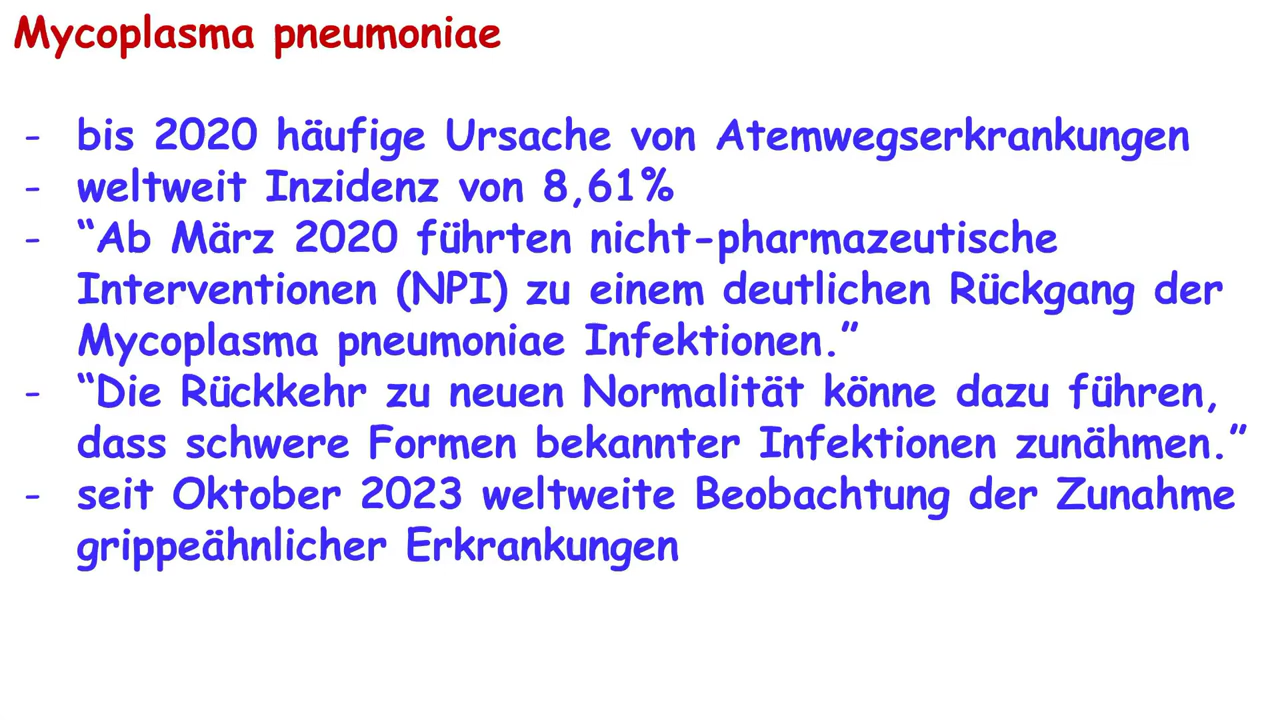 Mycoplasma pneumoniae
- bis 2020 häufige Ursache von Atemwegserkrankungen
- weltweit Inzidenz von 8,61%
- “Ab März 2020 führten nicht-pharmazeutische
Interventionen (NPI) zu einem deutlichen Rückgang der
Mycoplasma pneumoniae Infektionen.”
- “Die Rückkehr zu neuen Normalität könne dazu führen,
dass schwere Formen bekannter Infektionen zunähmen.”
- seit Oktober 2023 weltweite Beobachtung der Zunahme
grippeähnlicher Erkrankungen